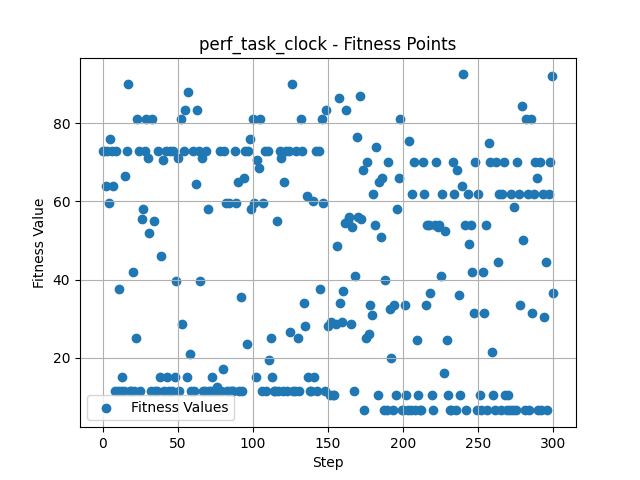 perf_task_clock - Fitness Points
Fitness Value
80
60
40
20
Fitness Values
0 50 100 150 200 250 300
Step